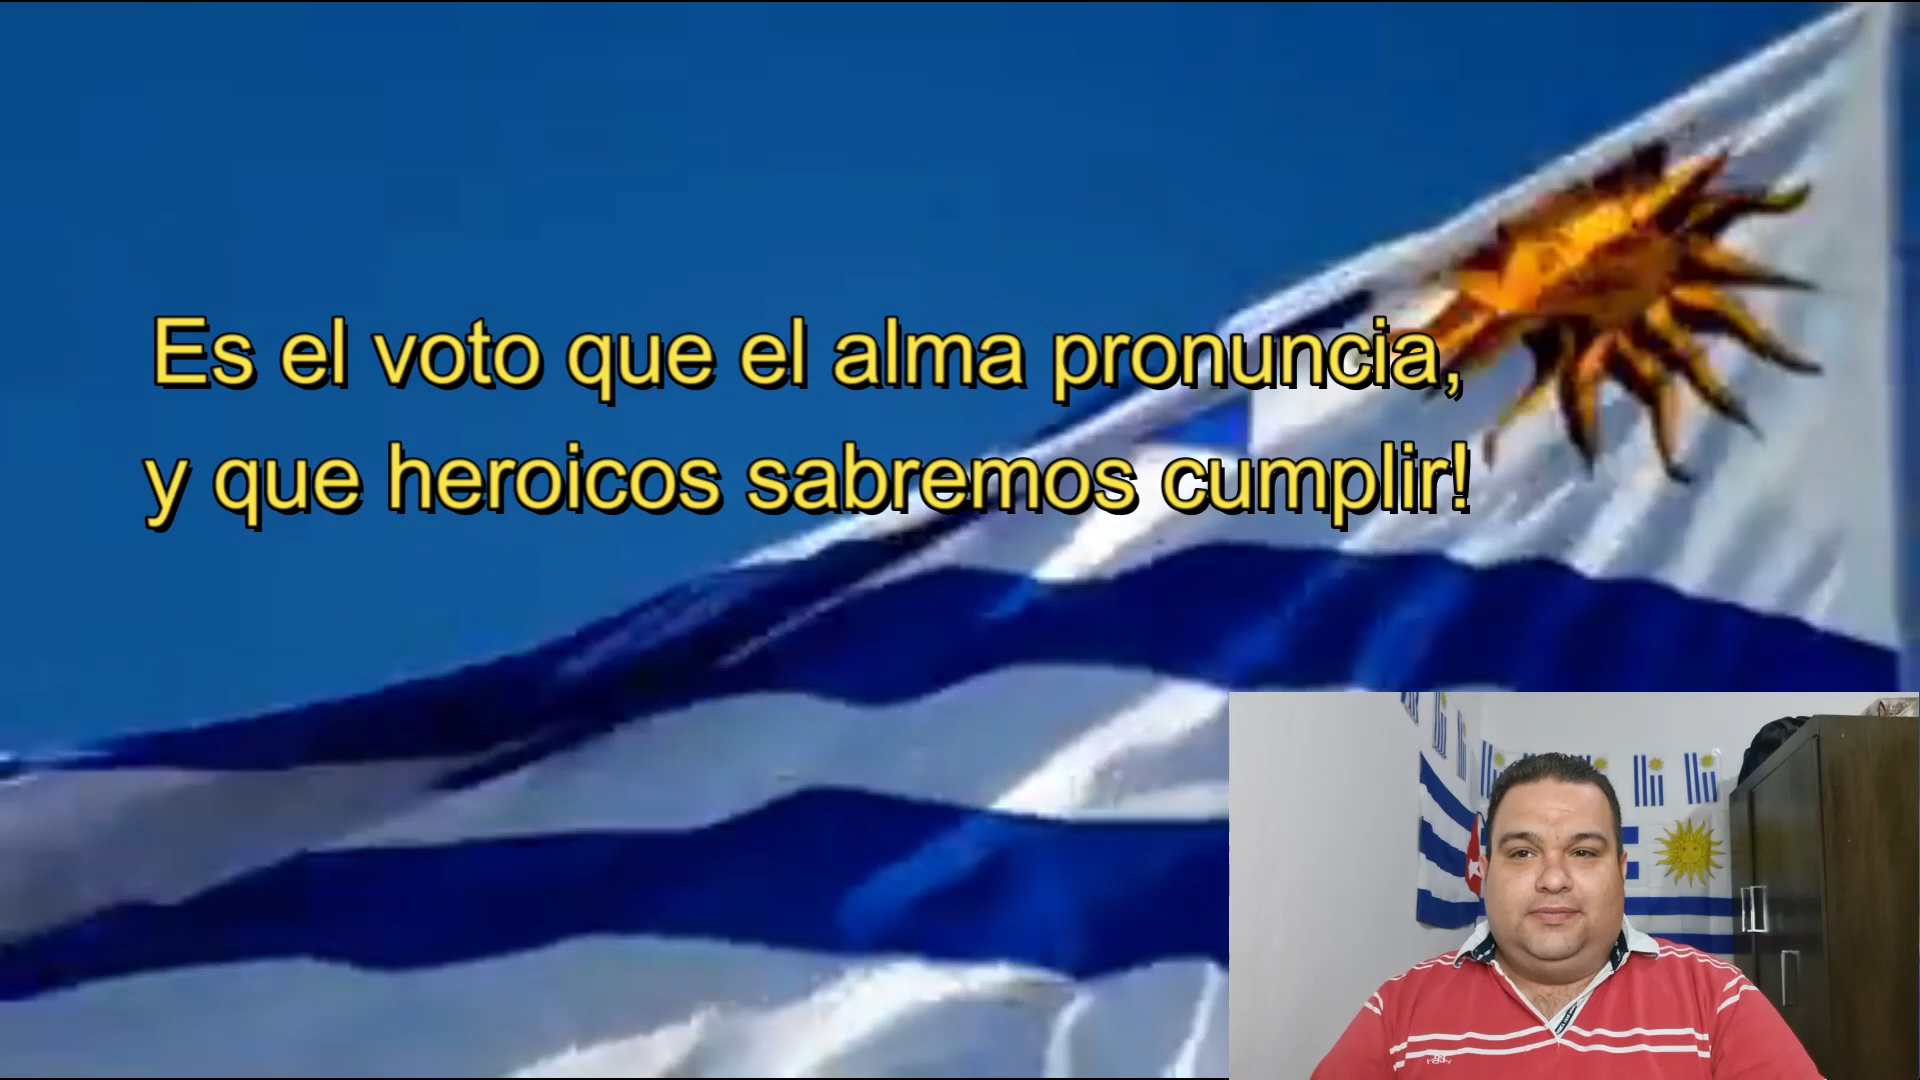 Es el voto que el alma pronuncia,
y que heroicos sabremos cumplir!